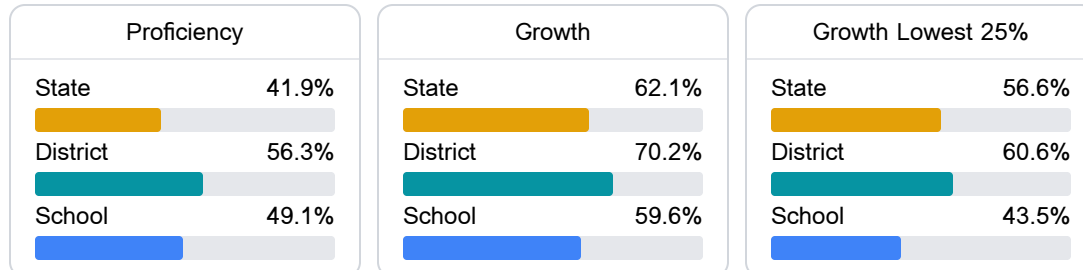 Proficiency
State 41.9%
District 56.3%
School 49.1%
Growth
State 62.1%
District 70.2%
School 59.6%
Growth Lowest 25%
State 56.6%
District 60.6%
School 43.5%